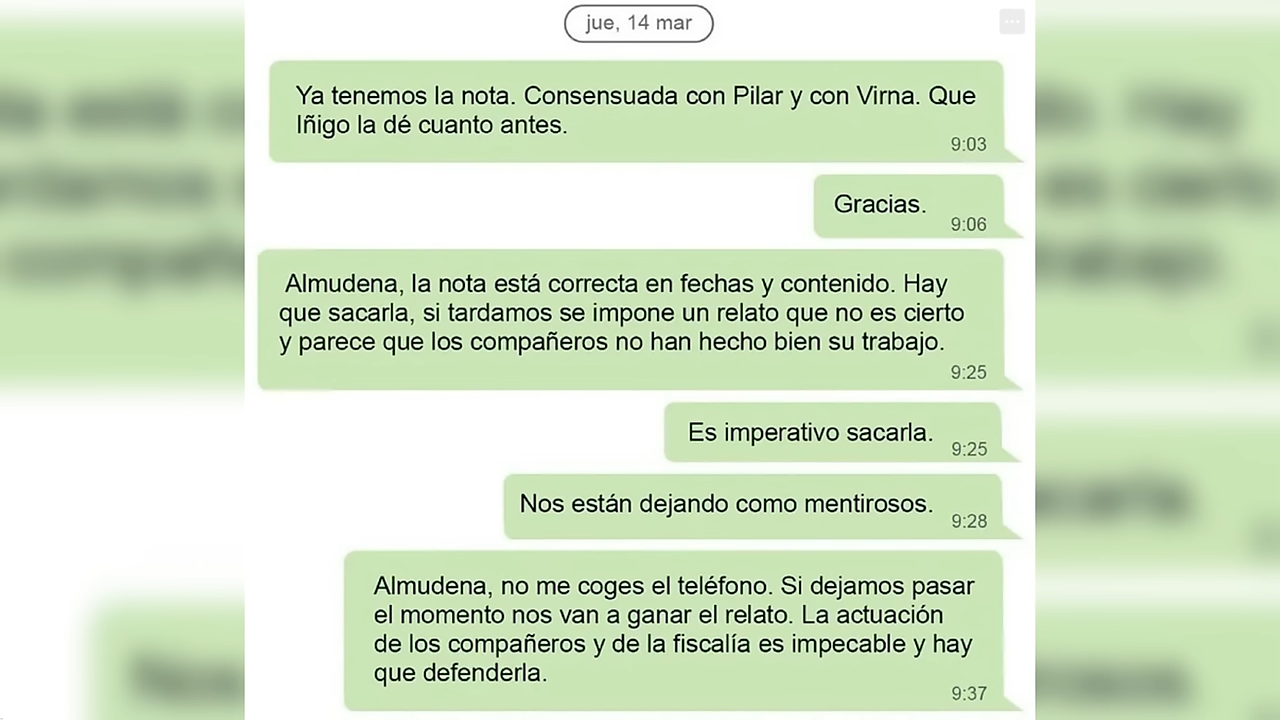 jue, 14 mar
Ya tenemos la nota. Consensuada con Pilar y con Virna. Que
Iñigo la dé cuanto antes.
9:03
Gracias.
9:06
Almudena, la nota está correcta en fechas y contenido. Hay
que sacarla, si tardamos se impone un relato que no es cierto
y parece que los compañeros no han hecho bien su trabajo.
9:25
Es imperativo sacarla.
9:25
Nos están dejando como mentirosos.
9:28
Almudena, no me coges el teléfono. Si dejamos pasar
el momento nos van a ganar el relato. La actuación
de los compañeros y de la fiscalía es impecable y hay
que defenderla.
9:37